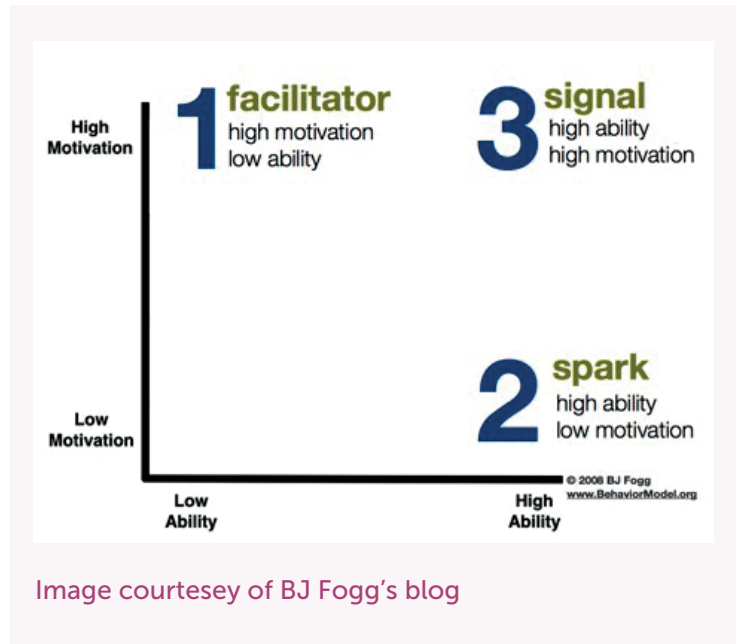 1 facilitator
high motivation
low ability
3 signal
high ability
high motivation
High
Motivation
2 spark
high ability
low motivation
Low
Motivation
© 2008 BJ Fogg
www.BehaviorModel.org
Low
Ability
High
Ability
Image courtesey of BJ Fogg’s blog